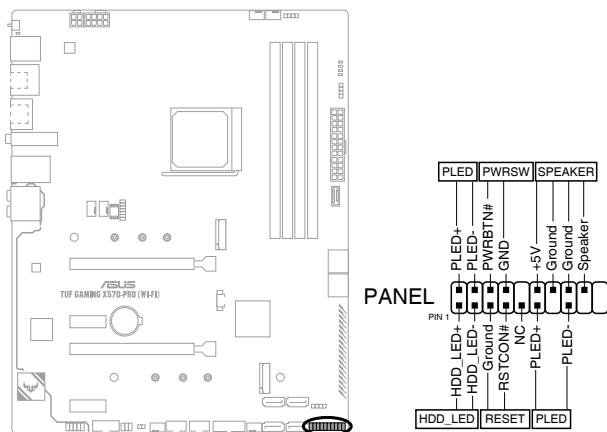 ASUS
TUF GAMING X570-PRO (WI-FI)
PANEL
PIN 1
PLED
PWRSW
SPEAKER
PLED+
PLED-
PWRBTN#
GND
+5V
Ground
Ground
Speaker
HDD_LED+
HDD_LED-
Ground
RSTCON#
NC
PLED+
PLED-
HDD_LED
RESET
PLED